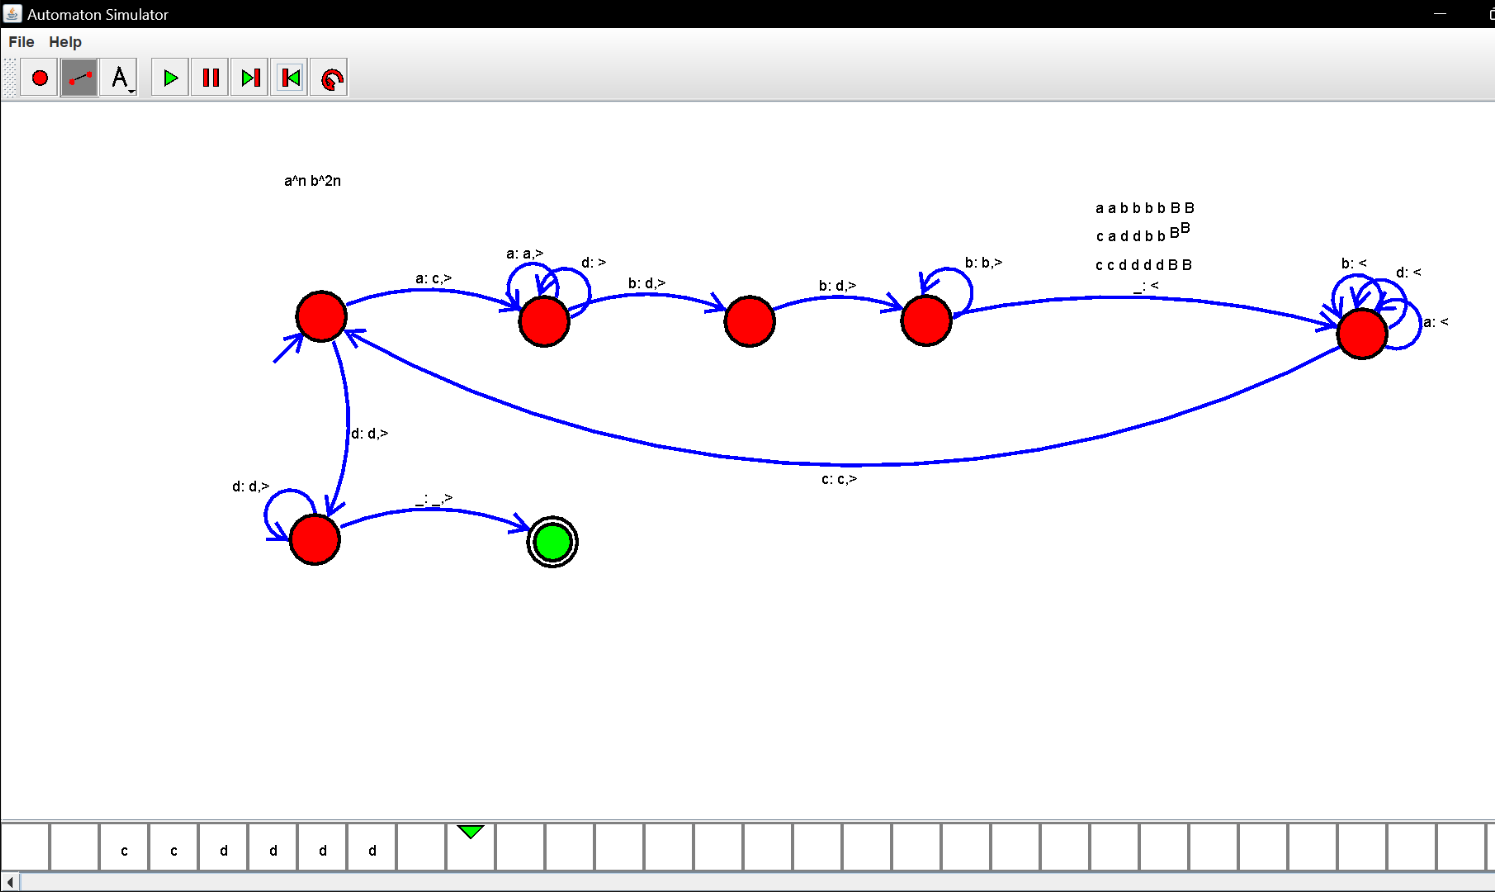 Automaton Simulator
File Help
A
a^n b^2n
a a b b b b B B
c a d d b b B B
c c d d d d B B
a: a,>
d: >
a: c,>
b: d,>
b: d,>
b: b,>
_: <
b: <
d: <
a: <
d: d,>
c: c,>
d: d,>
_: _,>
c c d d d d